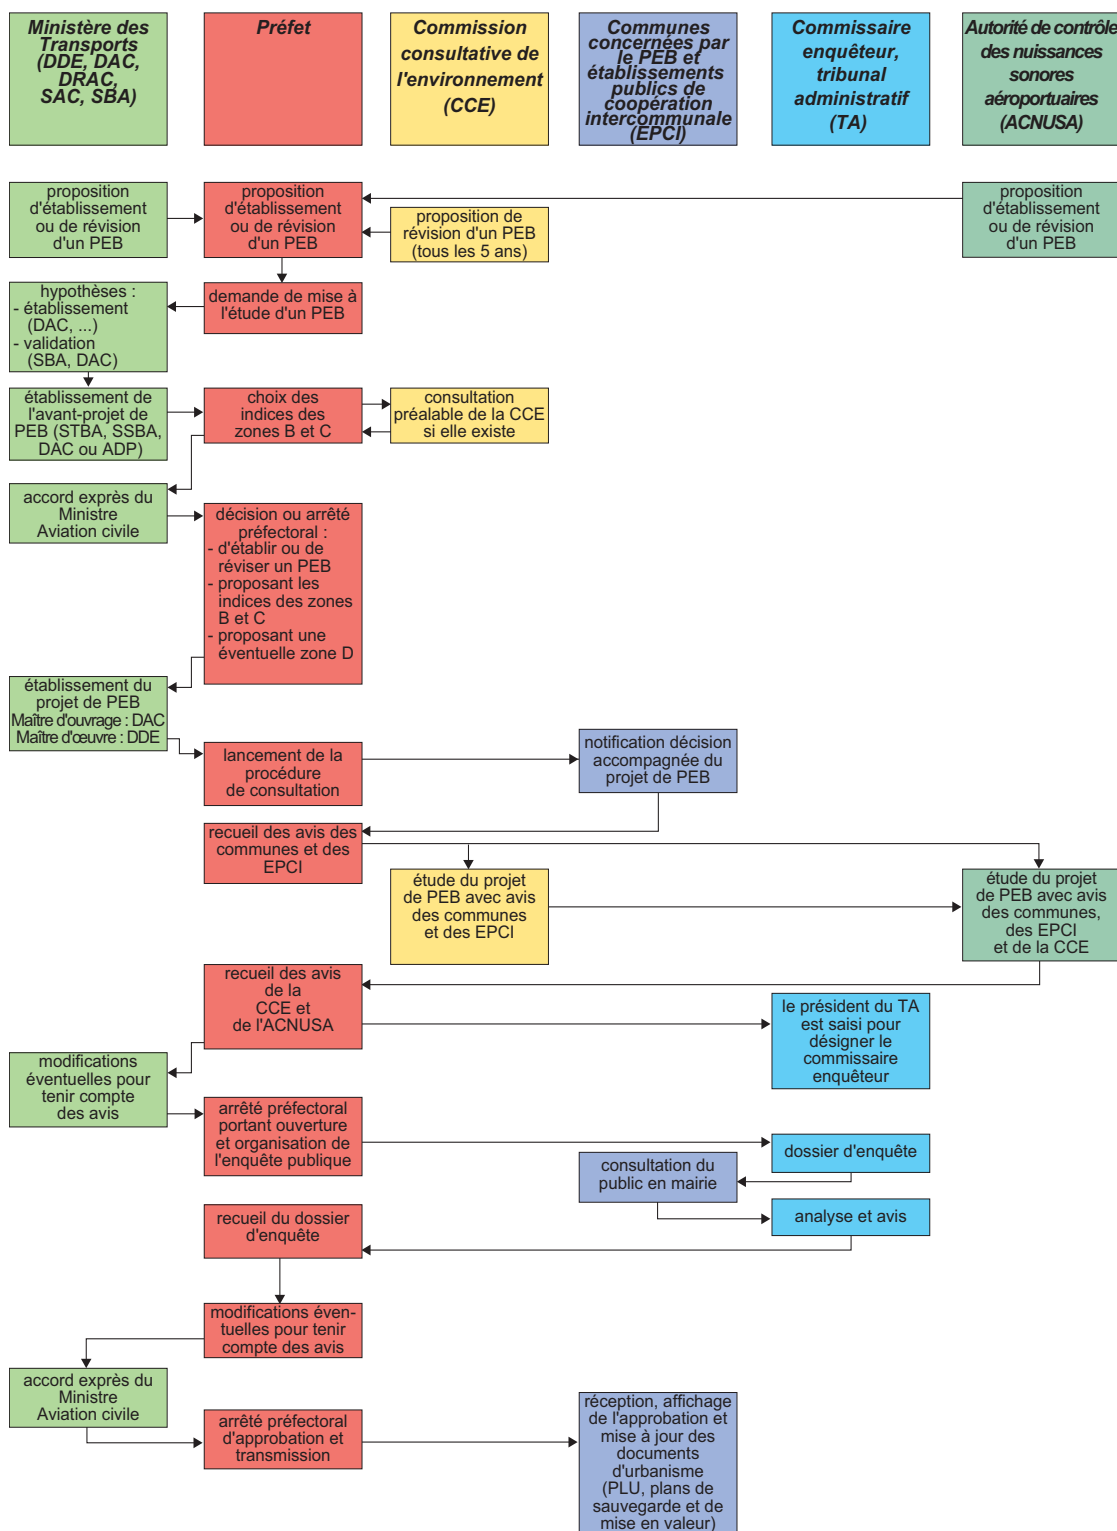 Ministère des
Transports
(DDE, DAC,
DRAC,
SAC, SBA)
Préfet
Commission
consultative de
l'environnement
(CCE)
Communes
concernées par
le PEB et
établissements
publics de
coopération
intercommunale
(EPCI)
Commissaire
enquêteur,
tribunal
administratif
(TA)
Autorité de contrôle
des nuissances
sonores
aéroportuaires
(ACNUSA)
proposition
d'établissement
ou de révision
d'un PEB
proposition
d'établissement
ou de révision
d'un PEB
proposition de
révision d'un PEB
(tous les 5 ans)
proposition
d'établissement
ou de révision
d'un PEB
hypothèses :
- établissement
(DAC, ...)
- validation
(SBA, DAC)
demande de mise à
l'étude d'un PEB
établissement de
l'avant-projet de
PEB (STBA, SSBA,
DAC ou ADP)
choix des
indices des
zones B et C
consultation
préalable de la CCE
si elle existe
accord exprès du
Ministre
Aviation civile
décision ou arrêté
préfectoral :
- d'établir ou de
réviser un PEB
- proposant les
indices des zones
B et C
- proposant une
éventuelle zone D
établissement du
projet de PEB
Maître d'ouvrage : DAC
Maître d'œuvre : DDE
lancement de la
procédure
de consultation
notification décision
accompagnée du
projet de PEB
recueil des avis des
communes et des
EPCI
étude du projet
de PEB avec avis
des communes
et des EPCI
étude du projet
de PEB avec avis
des communes,
des EPCI
et de la CCE
recueil des avis
de la
CCE et
de l'ACNUSA
le président du TA
est saisi pour
désigner le
commissaire
enquêteur
modifications
éventuelles pour
tenir compte
des avis
arrêté préfectoral
portant ouverture
et organisation de
l'enquête publique
dossier d'enquête
consultation du
public en mairie
analyse et avis
recueil du dossier
d'enquête
modifications éven-
tuelles pour tenir
compte des avis
accord exprès du
Ministre
Aviation civile
arrêté préfectoral
d'approbation et
transmission
réception, affichage
de l'approbation et
mise à jour des
documents
d'urbanisme
(PLU, plans de
sauvegarde et de
mise en valeur)